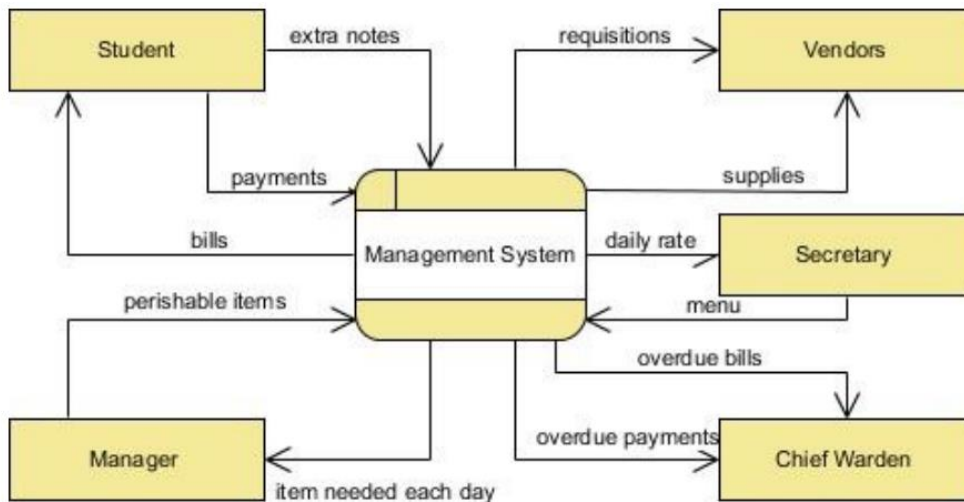 Student
extra notes
requisitions
Vendors
payments
supplies
bills
Management System
daily rate
Secretary
perishable items
menu
overdue bills
Manager
overdue payments
Chief Warden
item needed each day